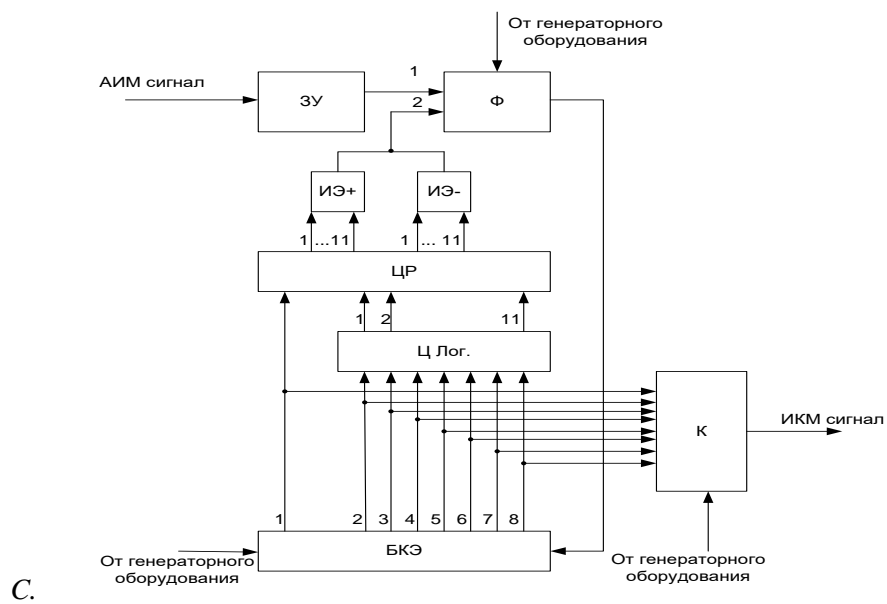 От генераторного
оборудования
АИМ сигнал
1
ЗУ
2
Ф
ИЭ+
ИЭ-
1 ...11
1 ... 11
ЦР
1 2 11
Ц Лог.
ИКМ сигнал
К
1 2 3 4 5 6 7 8
БКЭ
От генераторного
оборудования
От генераторного
оборудования
С.